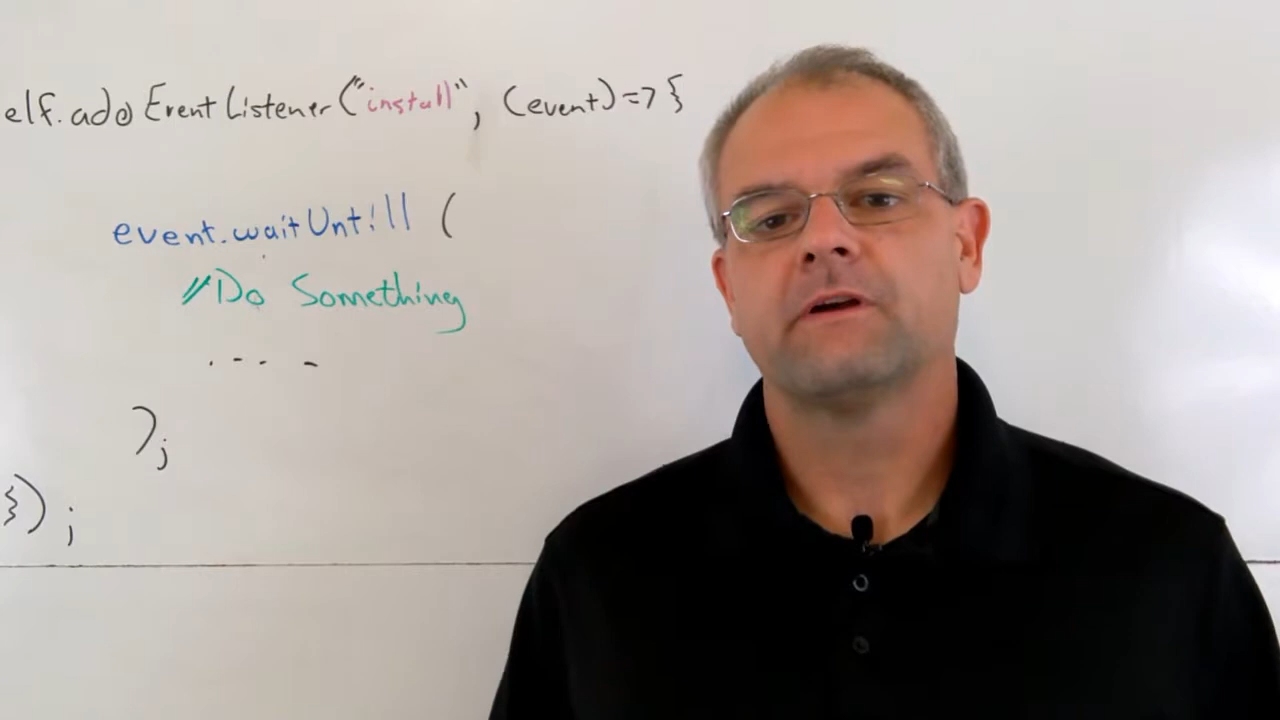 elf.addEventListener("install", (event)=>{
event.waitUntill (
//Do Something
.... -
);
});